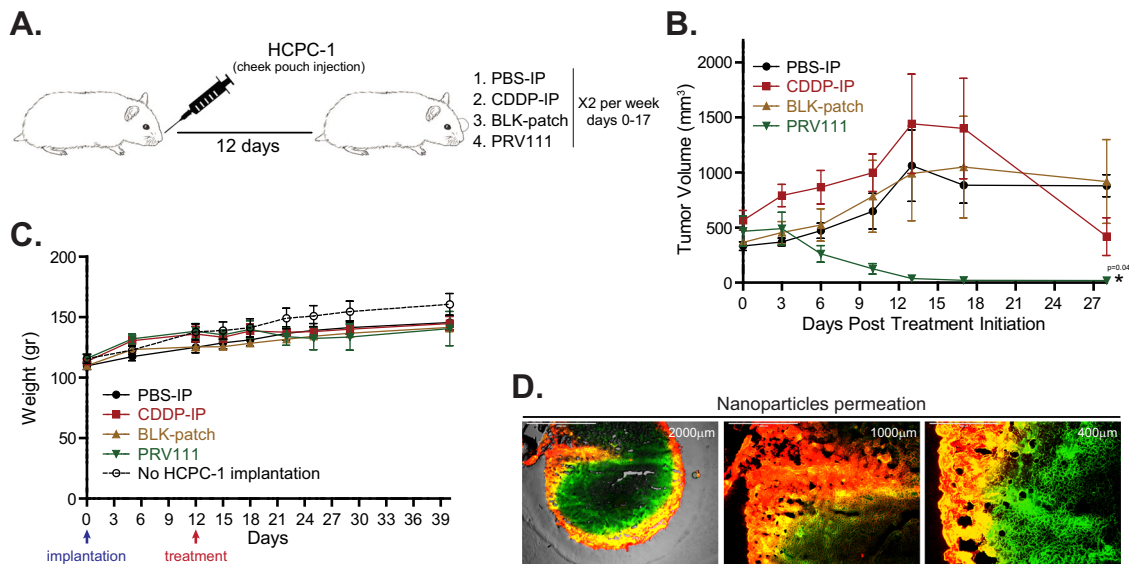 A.
HCPC-1
(cheek pouch injection)
12 days
1. PBS-IP
2. CDDP-IP
3. BLK-patch
4. PRV111
X2 per week
days 0-17
B.
PBS-IP
CDDP-IP
BLK-patch
PRV111
Tumor Volume (mm³)
2000
1500
1000
500
0
p=0.04
*
0 3 6 9 12 15 18 21 24 27
Days Post Treatment Initiation
C.
Weight (gr)
200
150
100
50
0
PBS-IP
CDDP-IP
BLK-patch
PRV111
No HCPC-1 implantation
0 3 6 9 12 15 18 21 24 27 30 33 36 39
Days
implantation
treatment
D.
Nanoparticles permeation
2000μm
1000μm
400μm